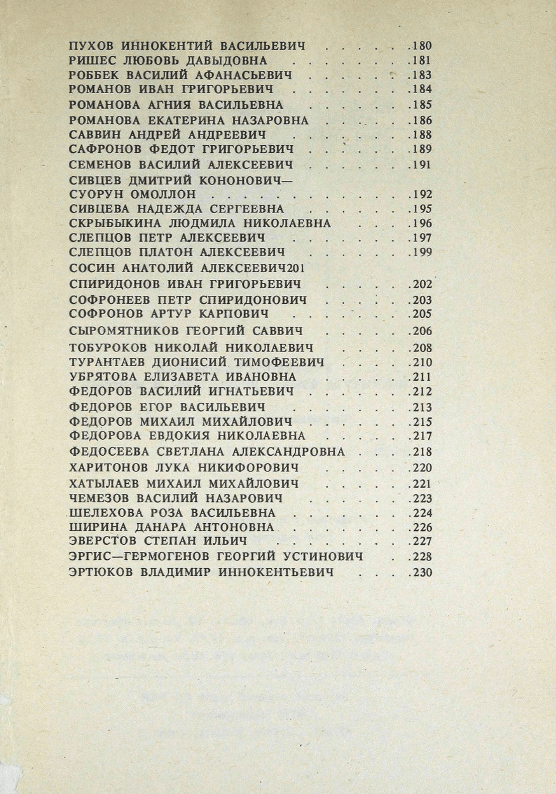 ПУХОВ ИННОКЕНТИЙ ВАСИЛЬЕВИЧ . . . . . .180
РИШЕС ЛЮБОВЬ ДАВЫДОВНА . . . . . . . .181
РОББЕК ВАСИЛИЙ АФАНАСЬЕВИЧ . . . . . . .183
РОМАНОВ ИВАН ГРИГОРЬЕВИЧ . . . . . . . .184
РОМАНОВА АГНИЯ ВАСИЛЬЕВНА . . . . . . .185
РОМАНОВА ЕКАТЕРИНА НАЗАРОВНА . . . . . .186
САВВИН АНДРЕЙ АНДРЕЕВИЧ . . . . . . . .188
САФРОНОВ ФЕДОТ ГРИГОРЬЕВИЧ . . . . . . .189
СЕМЕНОВ ВАСИЛИЙ АЛЕКСЕЕВИЧ . . . . . . .191
СИВЦЕВ ДМИТРИЙ КОНОНОВИЧ—
СУОРУН ОМОЛЛОН . . . . . . . . . . . . .192
СИВЦЕВА НАДЕЖДА СЕРГЕЕВНА . . . . . . .195
СКРЫБЫКИНА ЛЮДМИЛА НИКОЛАЕВНА . . . . .196
СЛЕПЦОВ ПЕТР АЛЕКСЕЕВИЧ . . . . . . . .197
СЛЕПЦОВ ПЛАТОН АЛЕКСЕЕВИЧ . . . . . . .199
СОСИН АНАТОЛИЙ АЛЕКСЕЕВИЧ201
СПИРИДОНОВ ИВАН ГРИГОРЬЕВИЧ . . . . . .202
СОФРОНЕЕВ ПЕТР СПИРИДОНОВИЧ . . . . . .203
СОФРОНОВ АРТУР КАРПОВИЧ . . . . . . . .205
СЫРОМЯТНИКОВ ГЕОРГИЙ САВВИЧ . . . . . .206
ТОБУРОКОВ НИКОЛАЙ НИКОЛАЕВИЧ . . . . .208
ТУРАНТАЕВ ДИОНИСИЙ ТИМОФЕЕВИЧ . . . . .210
УБРЯТОВА ЕЛИЗАВЕТА ИВАНОВНА . . . . . .211
ФЕДОРОВ ВАСИЛИЙ ИГНАТЬЕВИЧ . . . . . . .212
ФЕДОРОВ ЕГОР ВАСИЛЬЕВИЧ . . . . . . . .213
ФЕДОРОВ МИХАИЛ МИХАЙЛОВИЧ . . . . . . .215
ФЕДОРОВА ЕВДОКИЯ НИКОЛАЕВНА . . . . . .217
ФЕДОСЕЕВА СВЕТЛАНА АЛЕКСАНДРОВНА . . . .218
ХАРИТОНОВ ЛУКА НИКИФОРОВИЧ . . . . . .220
ХАТЫЛАЕВ МИХАИЛ МИХАЙЛОВИЧ . . . . . .221
ЧЕМЕЗОВ ВАСИЛИЙ НАЗАРОВИЧ . . . . . . .223
ШЕЛЕХОВА РОЗА ВАСИЛЬЕВНА . . . . . . .224
ШИРИНА ДАНАРА АНТОНОВНА . . . . . . . .226
ЭВЕРСТОВ СТЕПАН ИЛЬИЧ . . . . . . . . .227
ЭРГИС—ГЕРМОГЕНОВ ГЕОРГИЙ УСТИНОВИЧ . .228
ЭРТЮКОВ ВЛАДИМИР ИННОКЕНТЬЕВИЧ . . . .230